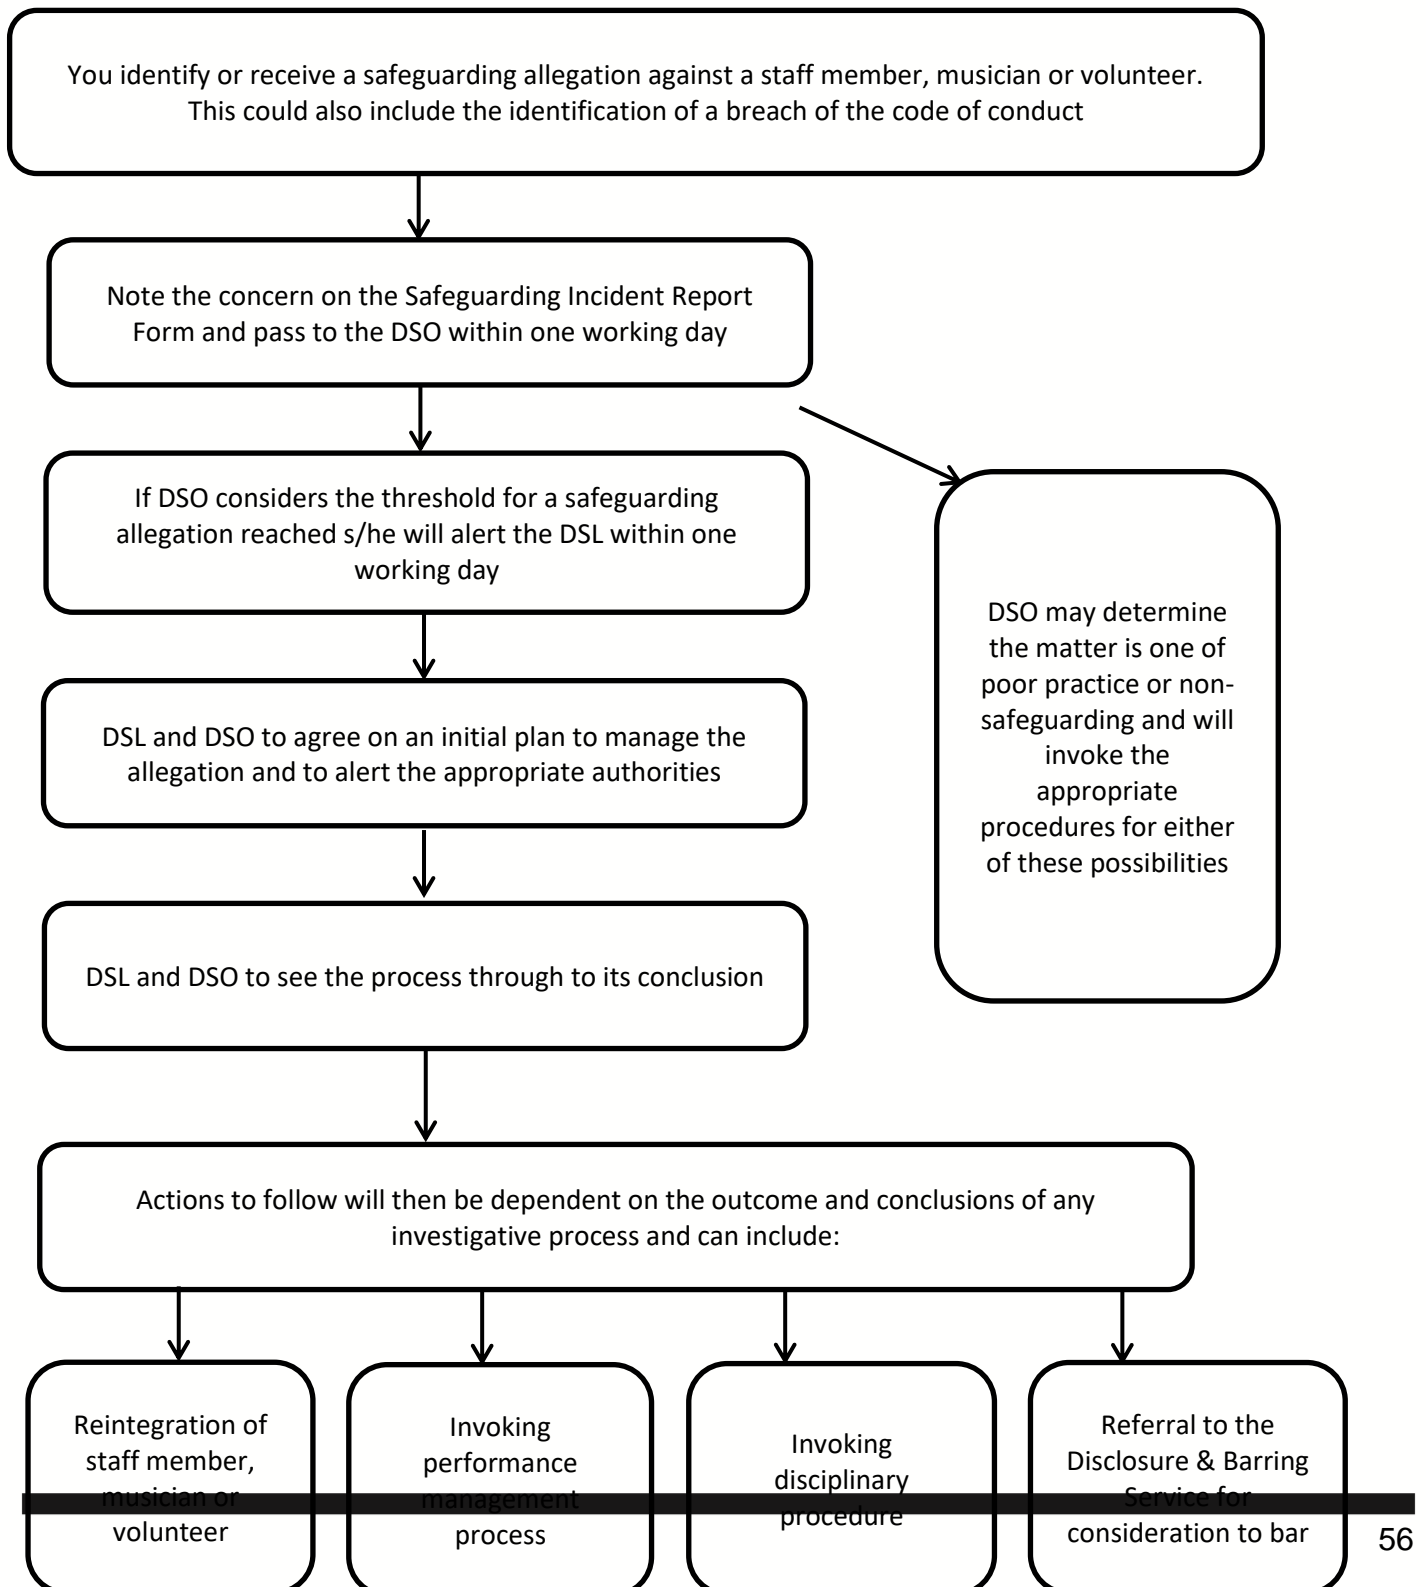 You identify or receive a safeguarding allegation against a staff member, musician or volunteer.
This could also include the identification of a breach of the code of conduct
Note the concern on the Safeguarding Incident Report
Form and pass to the DSO within one working day
If DSO considers the threshold for a safeguarding
allegation reached s/he will alert the DSL within one
working day
DSO may determine
the matter is one of
poor practice or non-
safeguarding and will
invoke the
appropriate
procedures for either
of these possibilities
DSL and DSO to agree on an initial plan to manage the
allegation and to alert the appropriate authorities
DSL and DSO to see the process through to its conclusion
Actions to follow will then be dependent on the outcome and conclusions of any
investigative process and can include:
Reintegration of
staff member,
musician or
volunteer
Invoking
performance
management
process
Invoking
disciplinary
procedure
Referral to the
Disclosure & Barring
Service for
consideration to bar
56